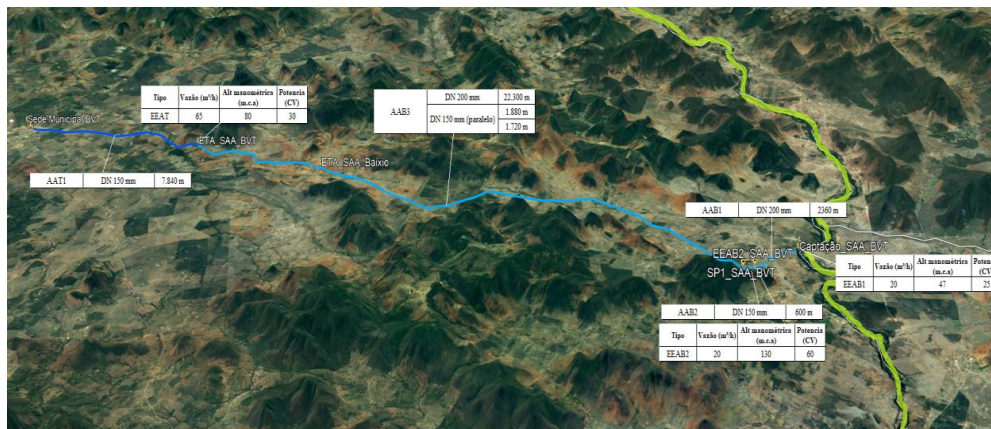 Tipo Vazão (m³/h) Alt manométrica (m.c.a) Potencia (CV)
EEAT 65 80 30
AAB3 DN 200 mm 22.300 m
DN 150 mm (paralelo) 1.880 m
1.720 m
Sede Municipal BVT
ETA_SAA_BVT
ETA_SAA_Baixio
AAT1 DN 150 mm 7.840 m
AAB1 DN 200 mm 2360 m
EEAB2_SAA_BVT
Captação_SAA_BVT
SP1_SAA_BVT
Tipo Vazão (m³/h) Alt manométrica (m.c.a) Potenc (CV
EEAB1 20 47 25
AAB2 DN 150 mm 600 m
Tipo Vazão (m³/h) Alt manométrica (m.c.a) Potencia (CV)
EEAB2 20 130 60